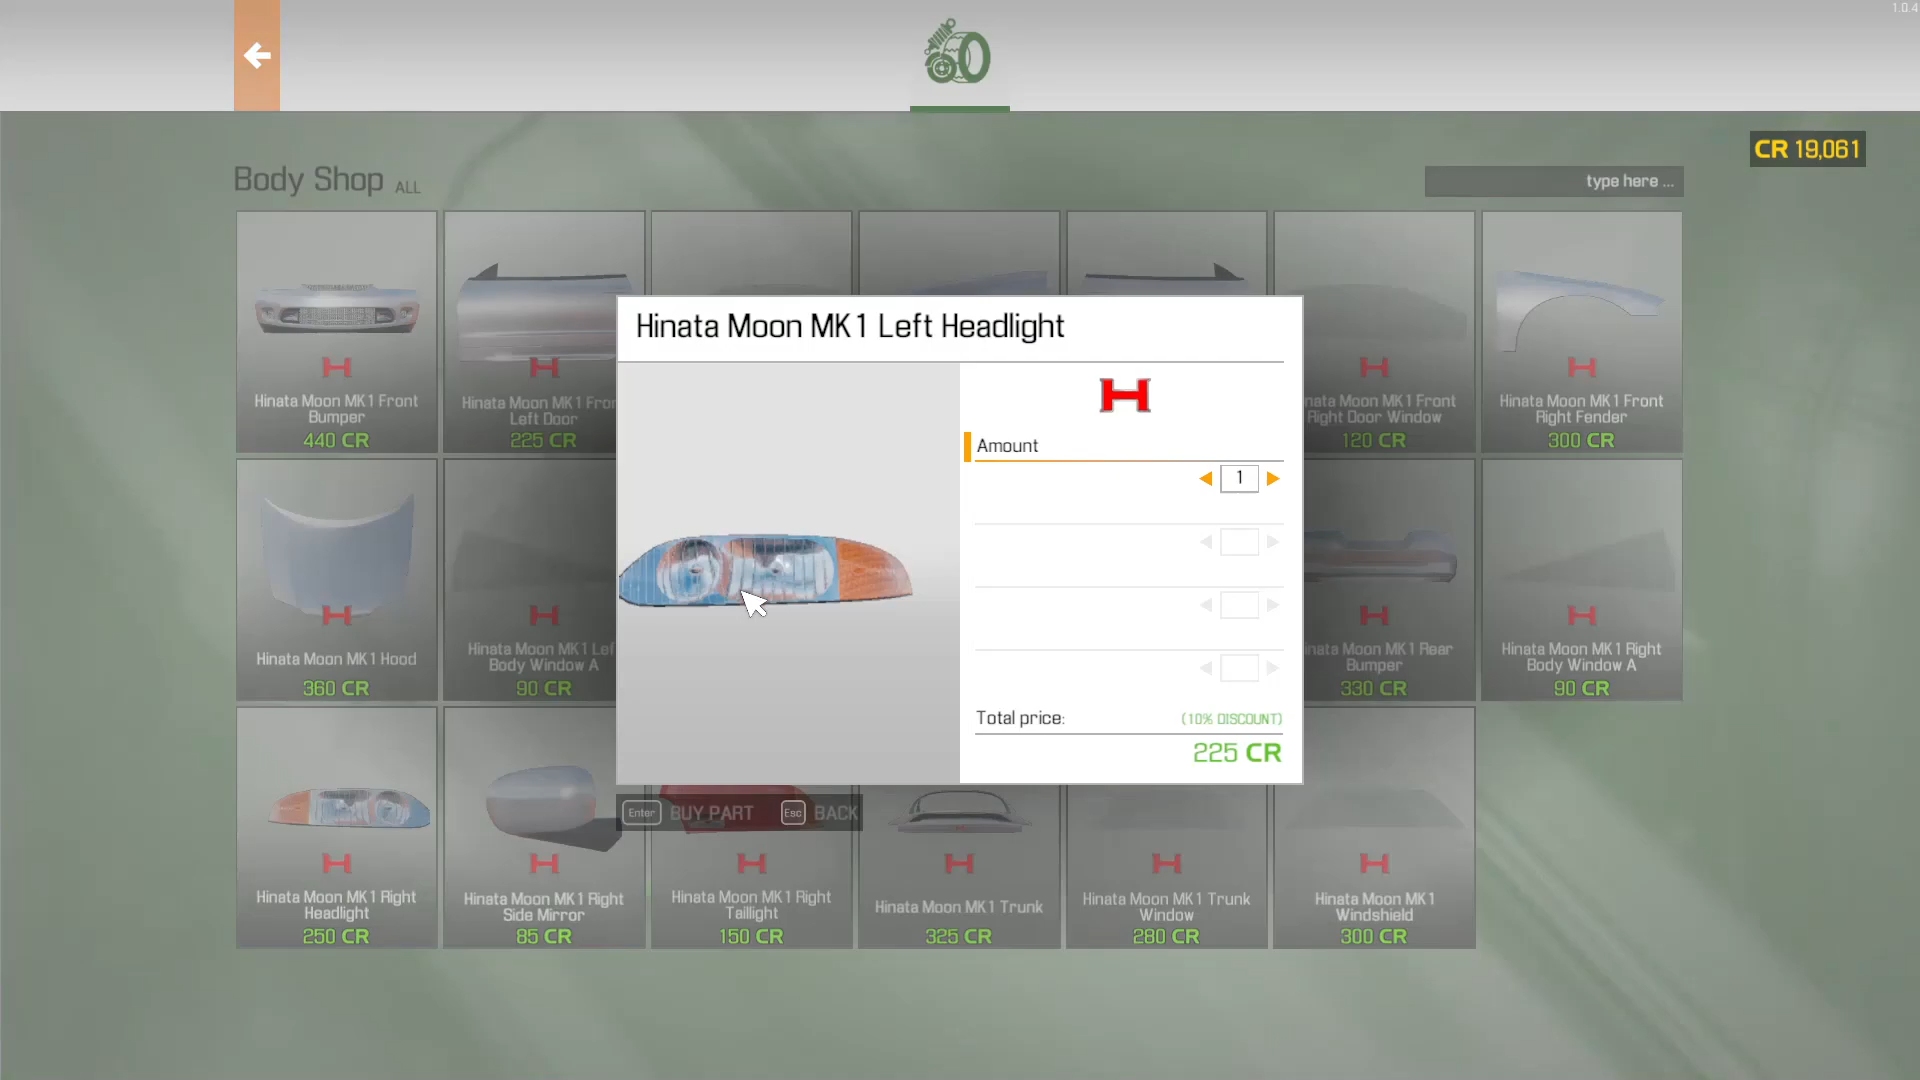 1.0.4
CR 19,061
Body Shop ALL
type here ...
Hinata Moon MK1 Front
Bumper
440 CR
Hinata Moon MK1 Fron
Left Door
225 CR
nata Moon MK1 Front
Right Door Window
120 CR
Hinata Moon MK1 Front
Right Fender
300 CR
Hinata Moon MK1 Left Headlight
Amount
1
Total price:
(10% DISCOUNT)
225 CR
Hinata Moon MK1 Hood
360 CR
Hinata Moon MK1 Lef
Body Window A
90 CR
inata Moon MK1 Rear
Bumper
330 CR
Hinata Moon MK1 Right
Body Window A
90 CR
Enter BUY PART Esc BACK
Hinata Moon MK1 Right
Headlight
250 CR
Hinata Moon MK1 Right
Side Mirror
85 CR
Hinata Moon MK1 Right
Taillight
150 CR
Hinata Moon MK1 Trunk
325 CR
Hinata Moon MK1 Trunk
Window
280 CR
Hinata Moon MK1
Windshield
300 CR